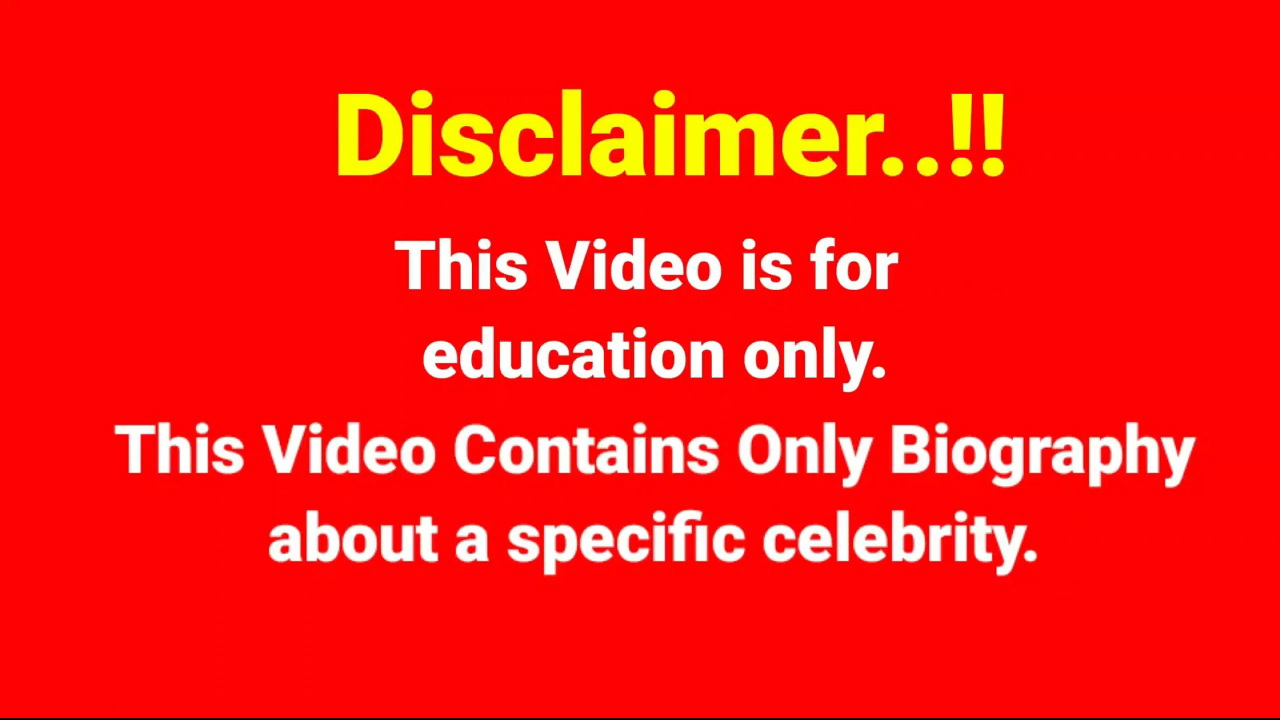 Disclaimer..!!
This Video is for
education only.
This Video Contains Only Biography
about a specific celebrity.